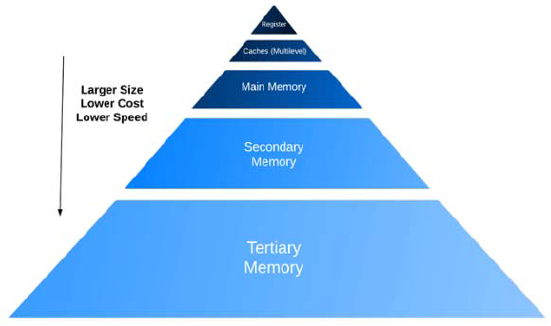 Register
Caches (Multilevel)
Larger Size
Lower Cost
Lower Speed
Main Memory
Secondary
Memory
Tertiary
Memory